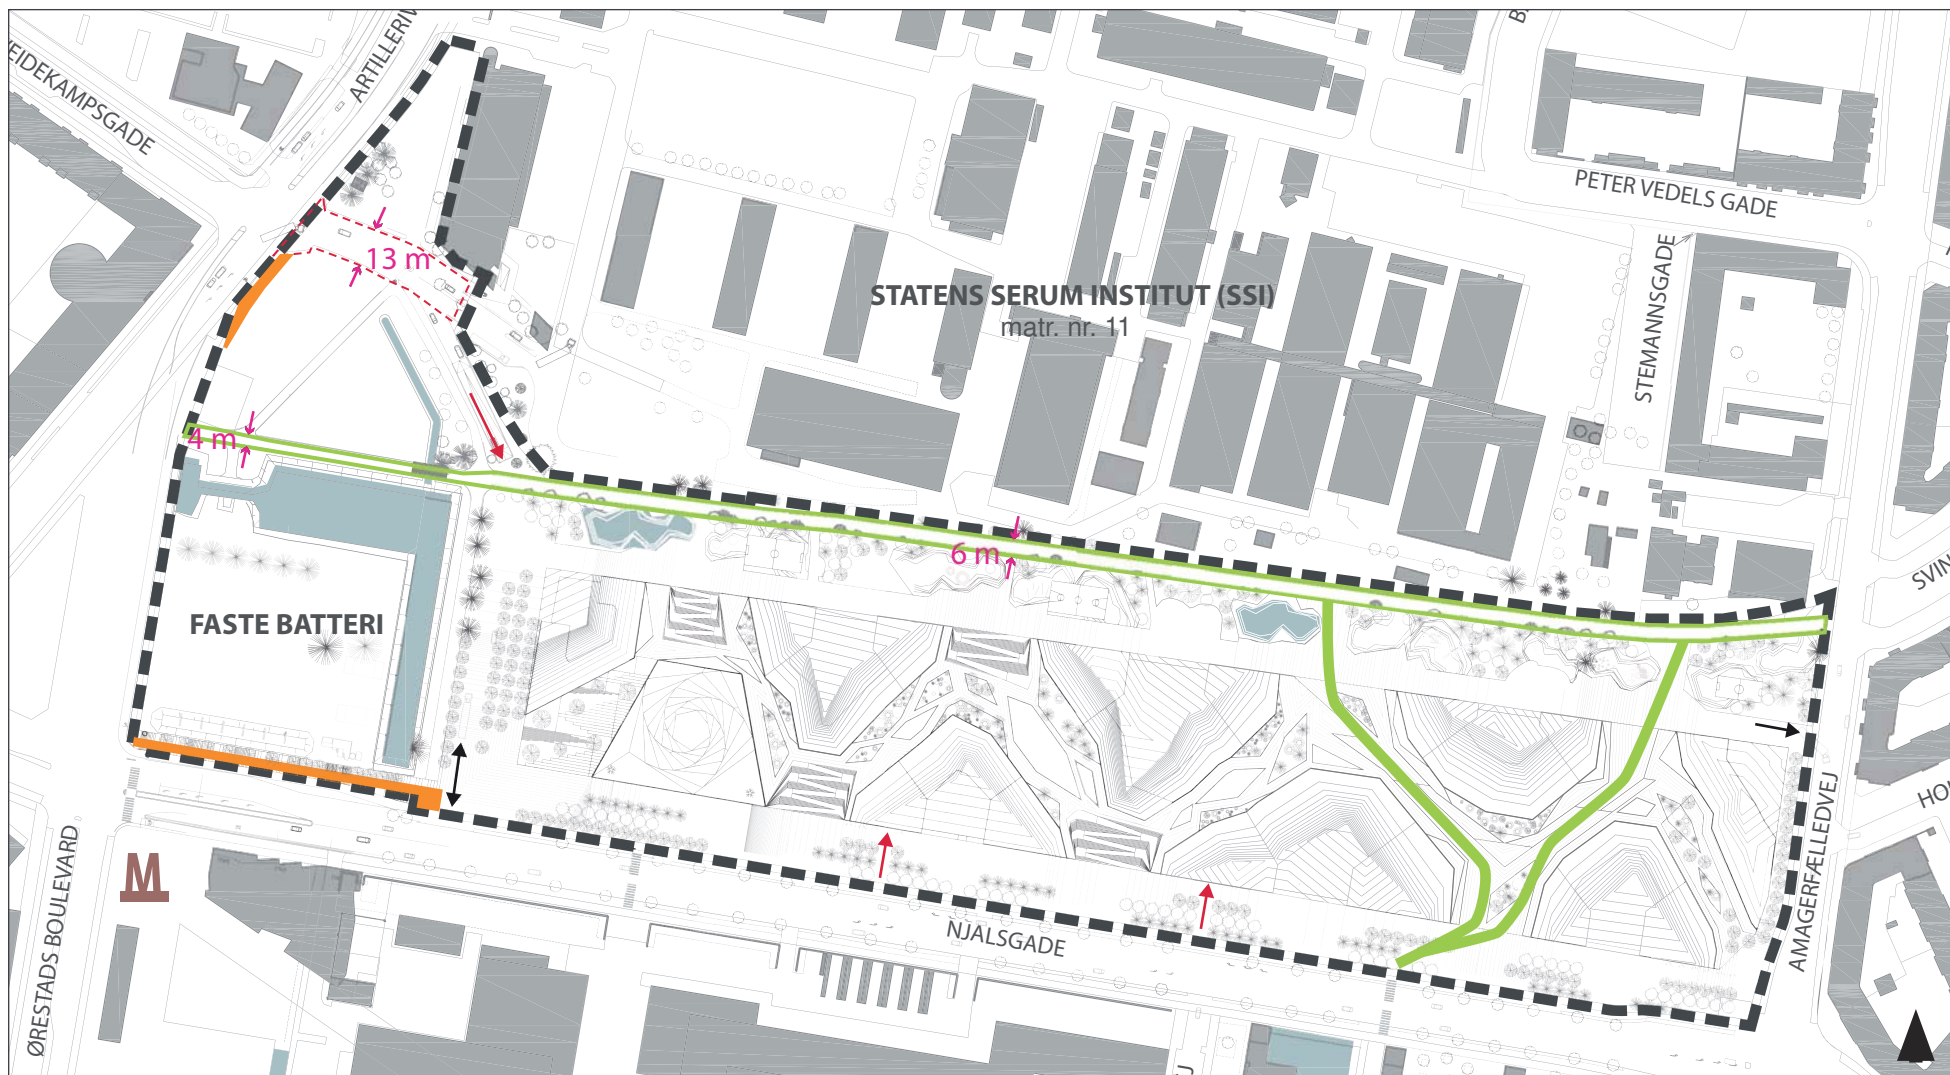 EIDEKAMPSGADE
ARTILLERIV
B
PETER VEDELS GADE
STEMANNSGADE
13 m
STATENS SERUM INSTITUT (SSI)
matr. nr. 11
4 m
6 m
SVIN
FASTE BATTERI
HO
AMAGERFÆLLEDVEJ
M
NJALSGADE
ØRESTADS BOULEVARD